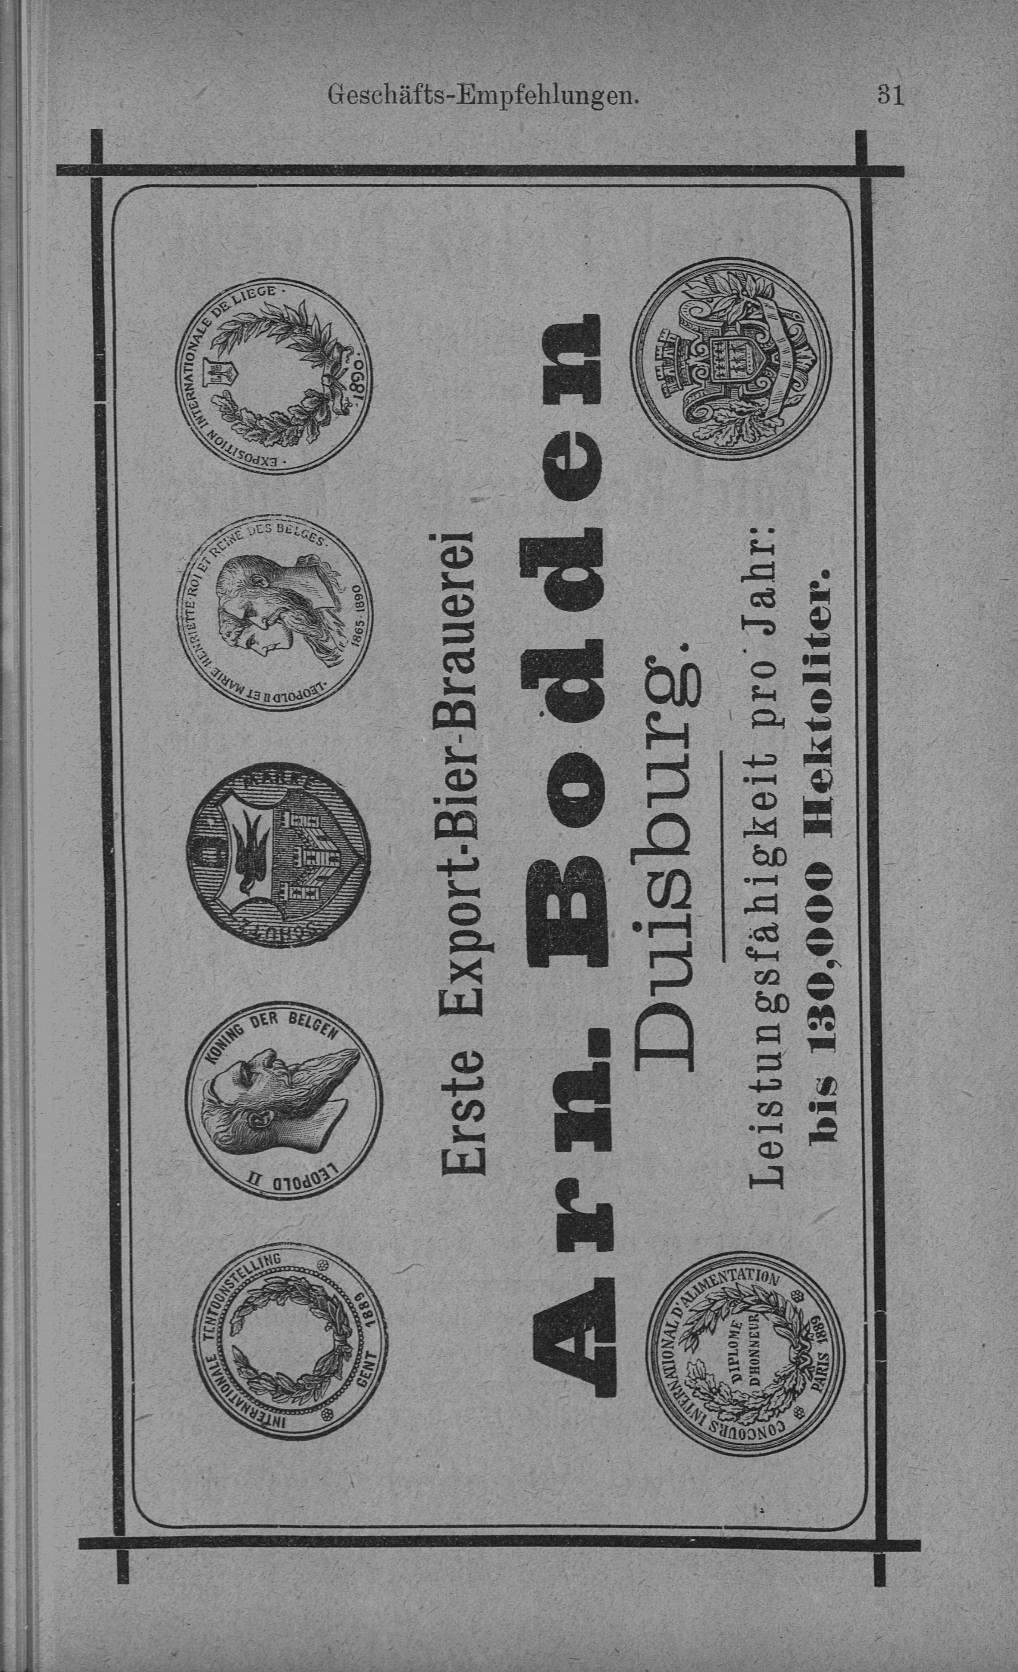 Geschäfts-Empfehlungen. 31
INTERNATIONALE TENTOONSTELLING
GENT 1889
LEOPOLD II KONING DER BELGEN
SCHUTZ MARKE
·LEOPOLD II ET MARIE HENRIETTE·ROI ET REINE DES BELGES·
1865·1890
·EXPOSITION INTERNATIONALE DE LIEGE·
·1890·
Erste Export-Bier-Brauerei
Arn. Bodden
Duisburg.
Leistungsfähigkeit pro Jahr:
bis 130,000 Hektoliter.
CONCOURS INTERNATIONAL D'ALIMENTATION
DIPLOME
D'HONNEUR
PARIS 1889